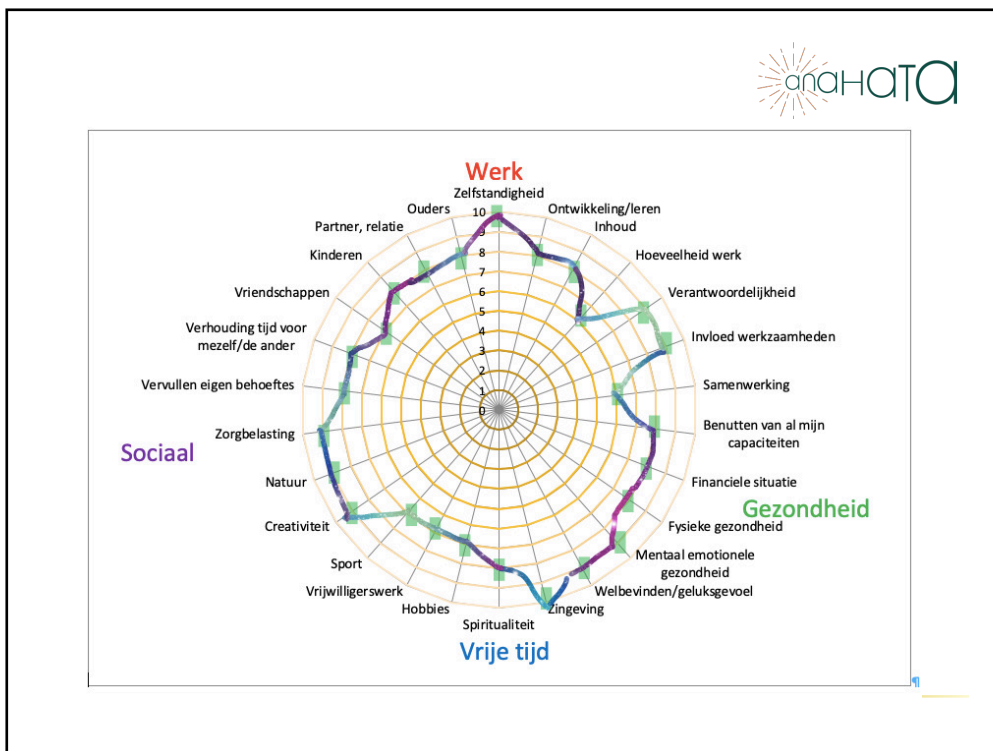 anaHaTa
Werk
Zelfstandigheid
Ouders
Ontwikkeling/leren
Partner, relatie
Inhoud
Kinderen
Hoeveelheid werk
Vriendschappen
Verantwoordelijkheid
Verhouding tijd voor
mezelf/de ander
Invloed werkzaamheden
Vervullen eigen behoeftes
Samenwerking
Zorgbelasting
Benutten van al mijn
capaciteiten
Sociaal
Natuur
Financiele situatie
Gezondheid
Creativiteit
Fysieke gezondheid
Sport
Mentaal emotionele
gezondheid
Vrijwilligerswerk
Welbevinden/geluksgevoel
Hobbies
Zingeving
Spiritualiteit
Vrije tijd
10
9
8
7
6
5
4
3
2
1
0
¶